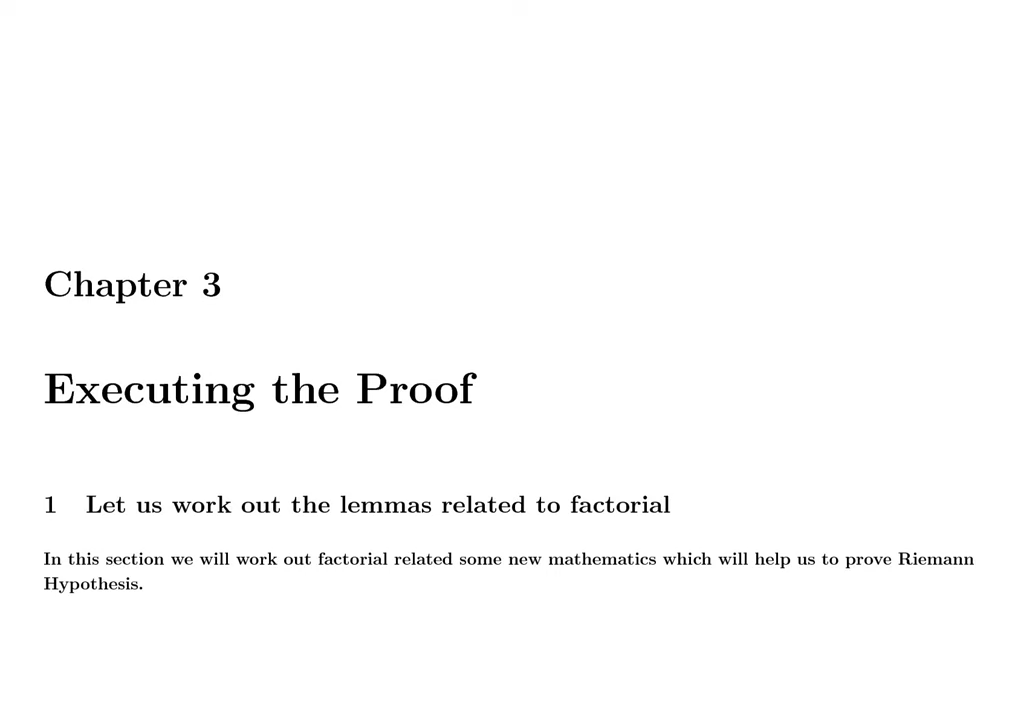 Chapter 3
Executing the Proof
1 Let us work out the lemmas related to factorial
In this section we will work out factorial related some new mathematics which will help us to prove Riemann
Hypothesis.